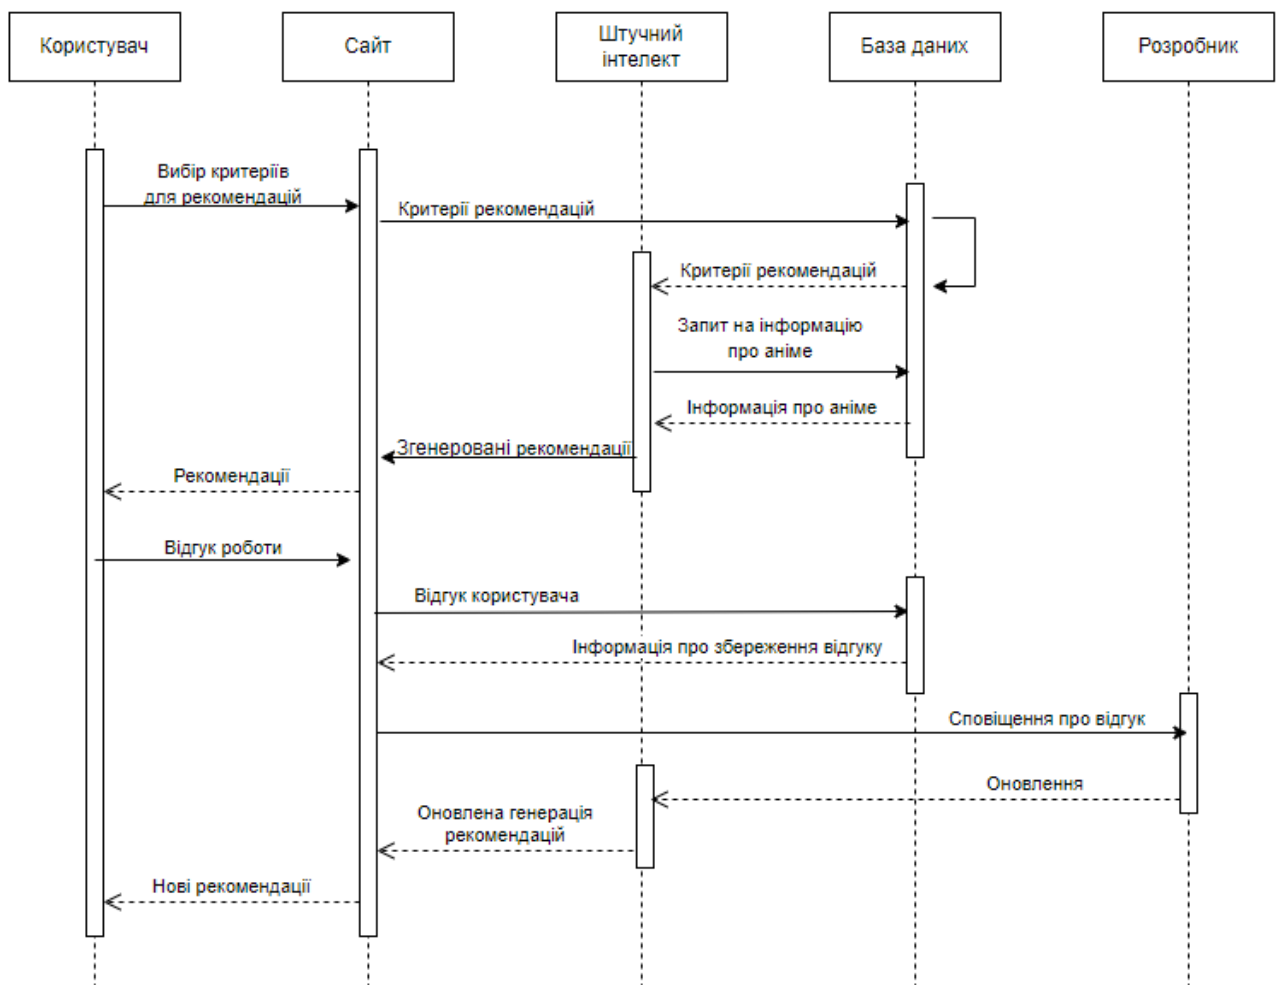 Користувач
Сайт
Штучний
інтелект
База даних
Розробник
Вибір критеріїв
для рекомендацій
Критерії рекомендацій
Критерії рекомендацій
Запит на інформацію
про аніме
Інформація про аніме
Згенеровані рекомендації
Рекомендації
Відгук роботи
Відгук користувача
Інформація про збереження відгуку
Сповіщення про відгук
Оновлення
Оновлена генерація
рекомендацій
Нові рекомендації